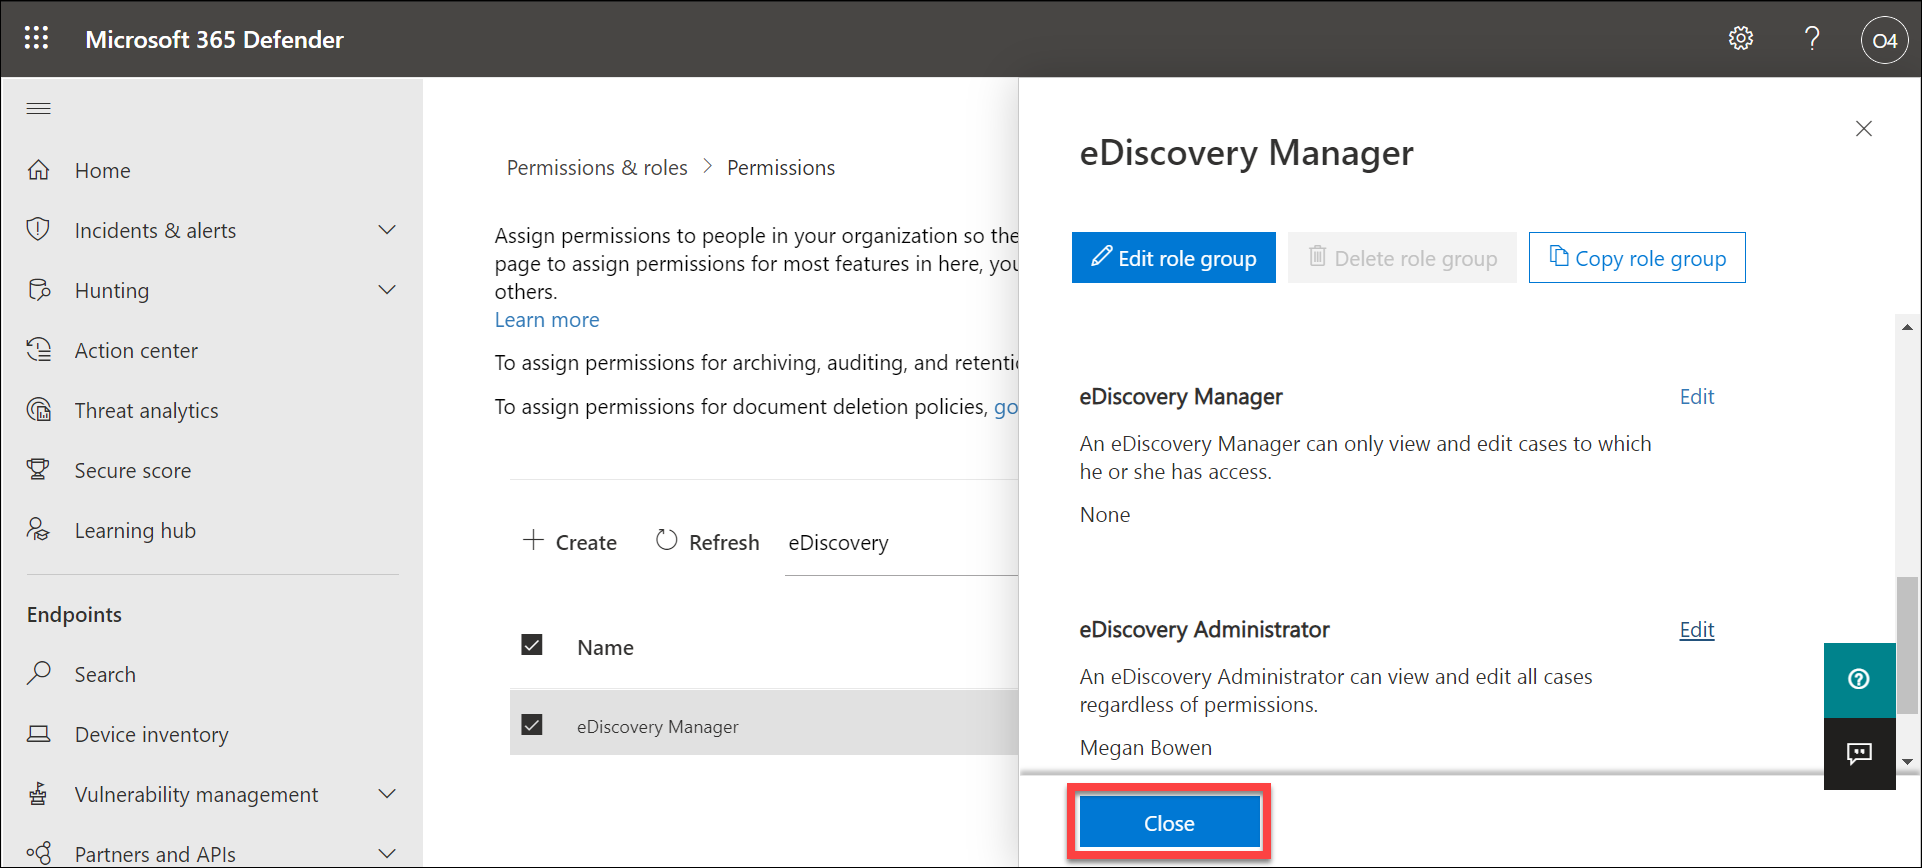 Microsoft 365 Defender
?
O4
Home
Incidents & alerts
Hunting
Action center
Threat analytics
Secure score
Learning hub
Endpoints
Search
Device inventory
Vulnerability management
Partners and APIs
Permissions & roles > Permissions
Assign permissions to people in your organization so the
page to assign permissions for most features in here, you
others.
Learn more
To assign permissions for archiving, auditing, and retenti
To assign permissions for document deletion policies, go
+ Create Refresh eDiscovery
Name
eDiscovery Manager
eDiscovery Manager
Edit role group Delete role group Copy role group
eDiscovery Manager Edit
An eDiscovery Manager can only view and edit cases to which
he or she has access.
None
eDiscovery Administrator Edit
An eDiscovery Administrator can view and edit all cases
regardless of permissions.
Megan Bowen
Close